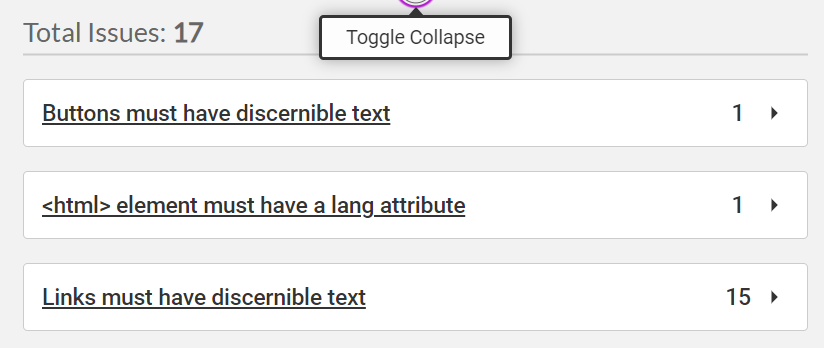 Total Issues: 17
Toggle Collapse
Buttons must have discernible text 1
<html> element must have a lang attribute 1
Links must have discernible text 15